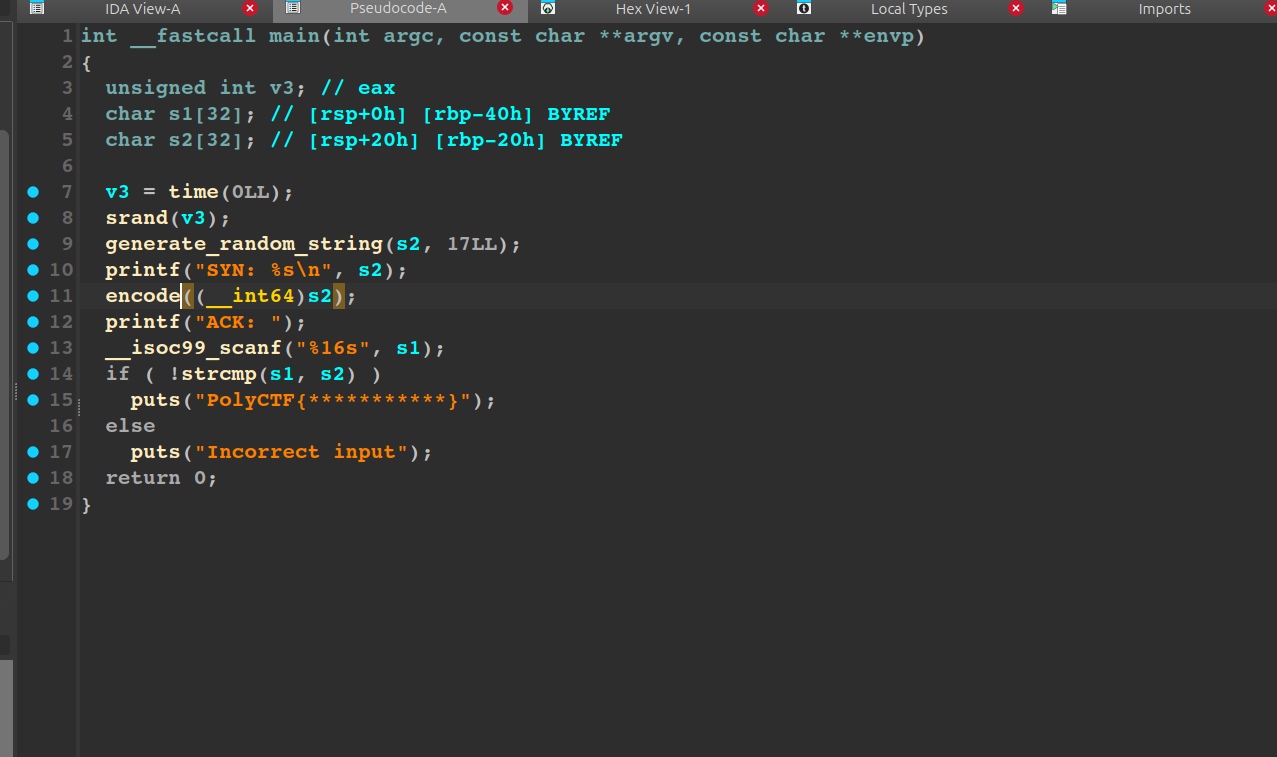 IDA View-A Pseudocode-A Hex View-1 Local Types Imports
1 int __fastcall main(int argc, const char **argv, const char **envp)
2 {
3 unsigned int v3; // eax
4 char s1[32]; // [rsp+0h] [rbp-40h] BYREF
5 char s2[32]; // [rsp+20h] [rbp-20h] BYREF
6
7 v3 = time(0LL);
8 srand(v3);
9 generate_random_string(s2, 17LL);
10 printf("SYN: %s\n", s2);
11 encode((__int64)s2);
12 printf("ACK: ");
13 __isoc99_scanf("%16s", s1);
14 if ( !strcmp(s1, s2) )
15 puts("PolyCTF{***********}");
16 else
17 puts("Incorrect input");
18 return 0;
19 }